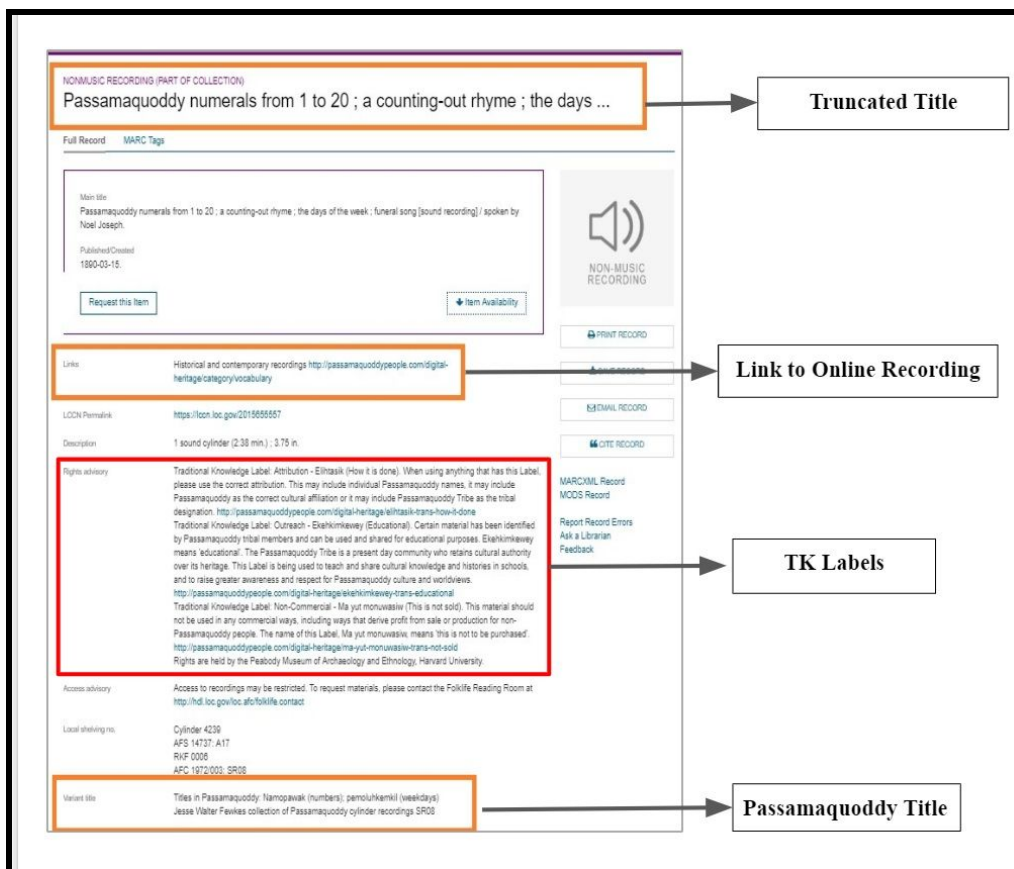 NONMUSIC RECORDING (PART OF COLLECTION)
Passamaquoddy numerals from 1 to 20 ; a counting-out rhyme ; the days ...
Truncated Title
Full Record MARC Tags
Main title
Passamaquoddy numerals from 1 to 20 ; a counting-out rhyme ; the days of the week ; funeral song [sound recording] / spoken by
Noel Joseph.
Published/Created
1890-03-15.
Request this Item
Item Availability
NON-MUSIC
RECORDING
PRINT RECORD
Links
Historical and contemporary recordings http://passamaquoddypeople.com/digital-
heritage/category/vocabulary
Link to Online Recording
LCCN Permalink
https://lccn.loc.gov/2015655557
EMAIL RECORD
Description
1 sound cylinder (2:38 min.) ; 3.75 in.
CITE RECORD
Rights advisory
Traditional Knowledge Label: Attribution - Elihtasik (How it is done). When using anything that has this Label,
please use the correct attribution. This may include individual Passamaquoddy names, it may include
Passamaquoddy as the correct cultural affiliation or it may include Passamaquoddy Tribe as the tribal
designation. http://passamaquoddypeople.com/digital-heritage/elihtasik-trans-how-it-done
Traditional Knowledge Label: Outreach - Ekehkimkewey (Educational). Certain material has been identified
by Passamaquoddy tribal members and can be used and shared for educational purposes. Ekehkimkewey
means 'educational'. The Passamaquoddy Tribe is a present day community who retains cultural authority
over its heritage. This Label is being used to teach and share cultural knowledge and histories in schools,
and to raise greater awareness and respect for Passamaquoddy culture and worldviews.
http://passamaquoddypeople.com/digital-heritage/ekehkimkewey-trans-educational
Traditional Knowledge Label: Non-Commercial - Ma yut monuwasiw (This is not sold). This material should
not be used in any commercial ways, including ways that derive profit from sale or production for non-
Passamaquoddy people. The name of this Label, Ma yut monuwasiw, means 'this is not to be purchased'.
http://passamaquoddypeople.com/digital-heritage/ma-yut-monuwasiw-trans-not-sold
Rights are held by the Peabody Museum of Archaeology and Ethnology, Harvard University.
MARCXML Record
MODS Record
Report Record Errors
Ask a Librarian
Feedback
TK Labels
Access advisory
Access to recordings may be restricted. To request materials, please contact the Folklife Reading Room at
http://hdl.loc.gov/loc.afc/folklife.contact
Local shelving no.
Cylinder 4239
AFS 14737: A17
RKF 0006
AFC 1972/003: SR08
Variant title
Titles in Passamaquoddy: Namopawak (numbers); pemoluhkemkil (weekdays)
Jesse Walter Fewkes collection of Passamaquoddy cylinder recordings SR08
Passamaquoddy Title